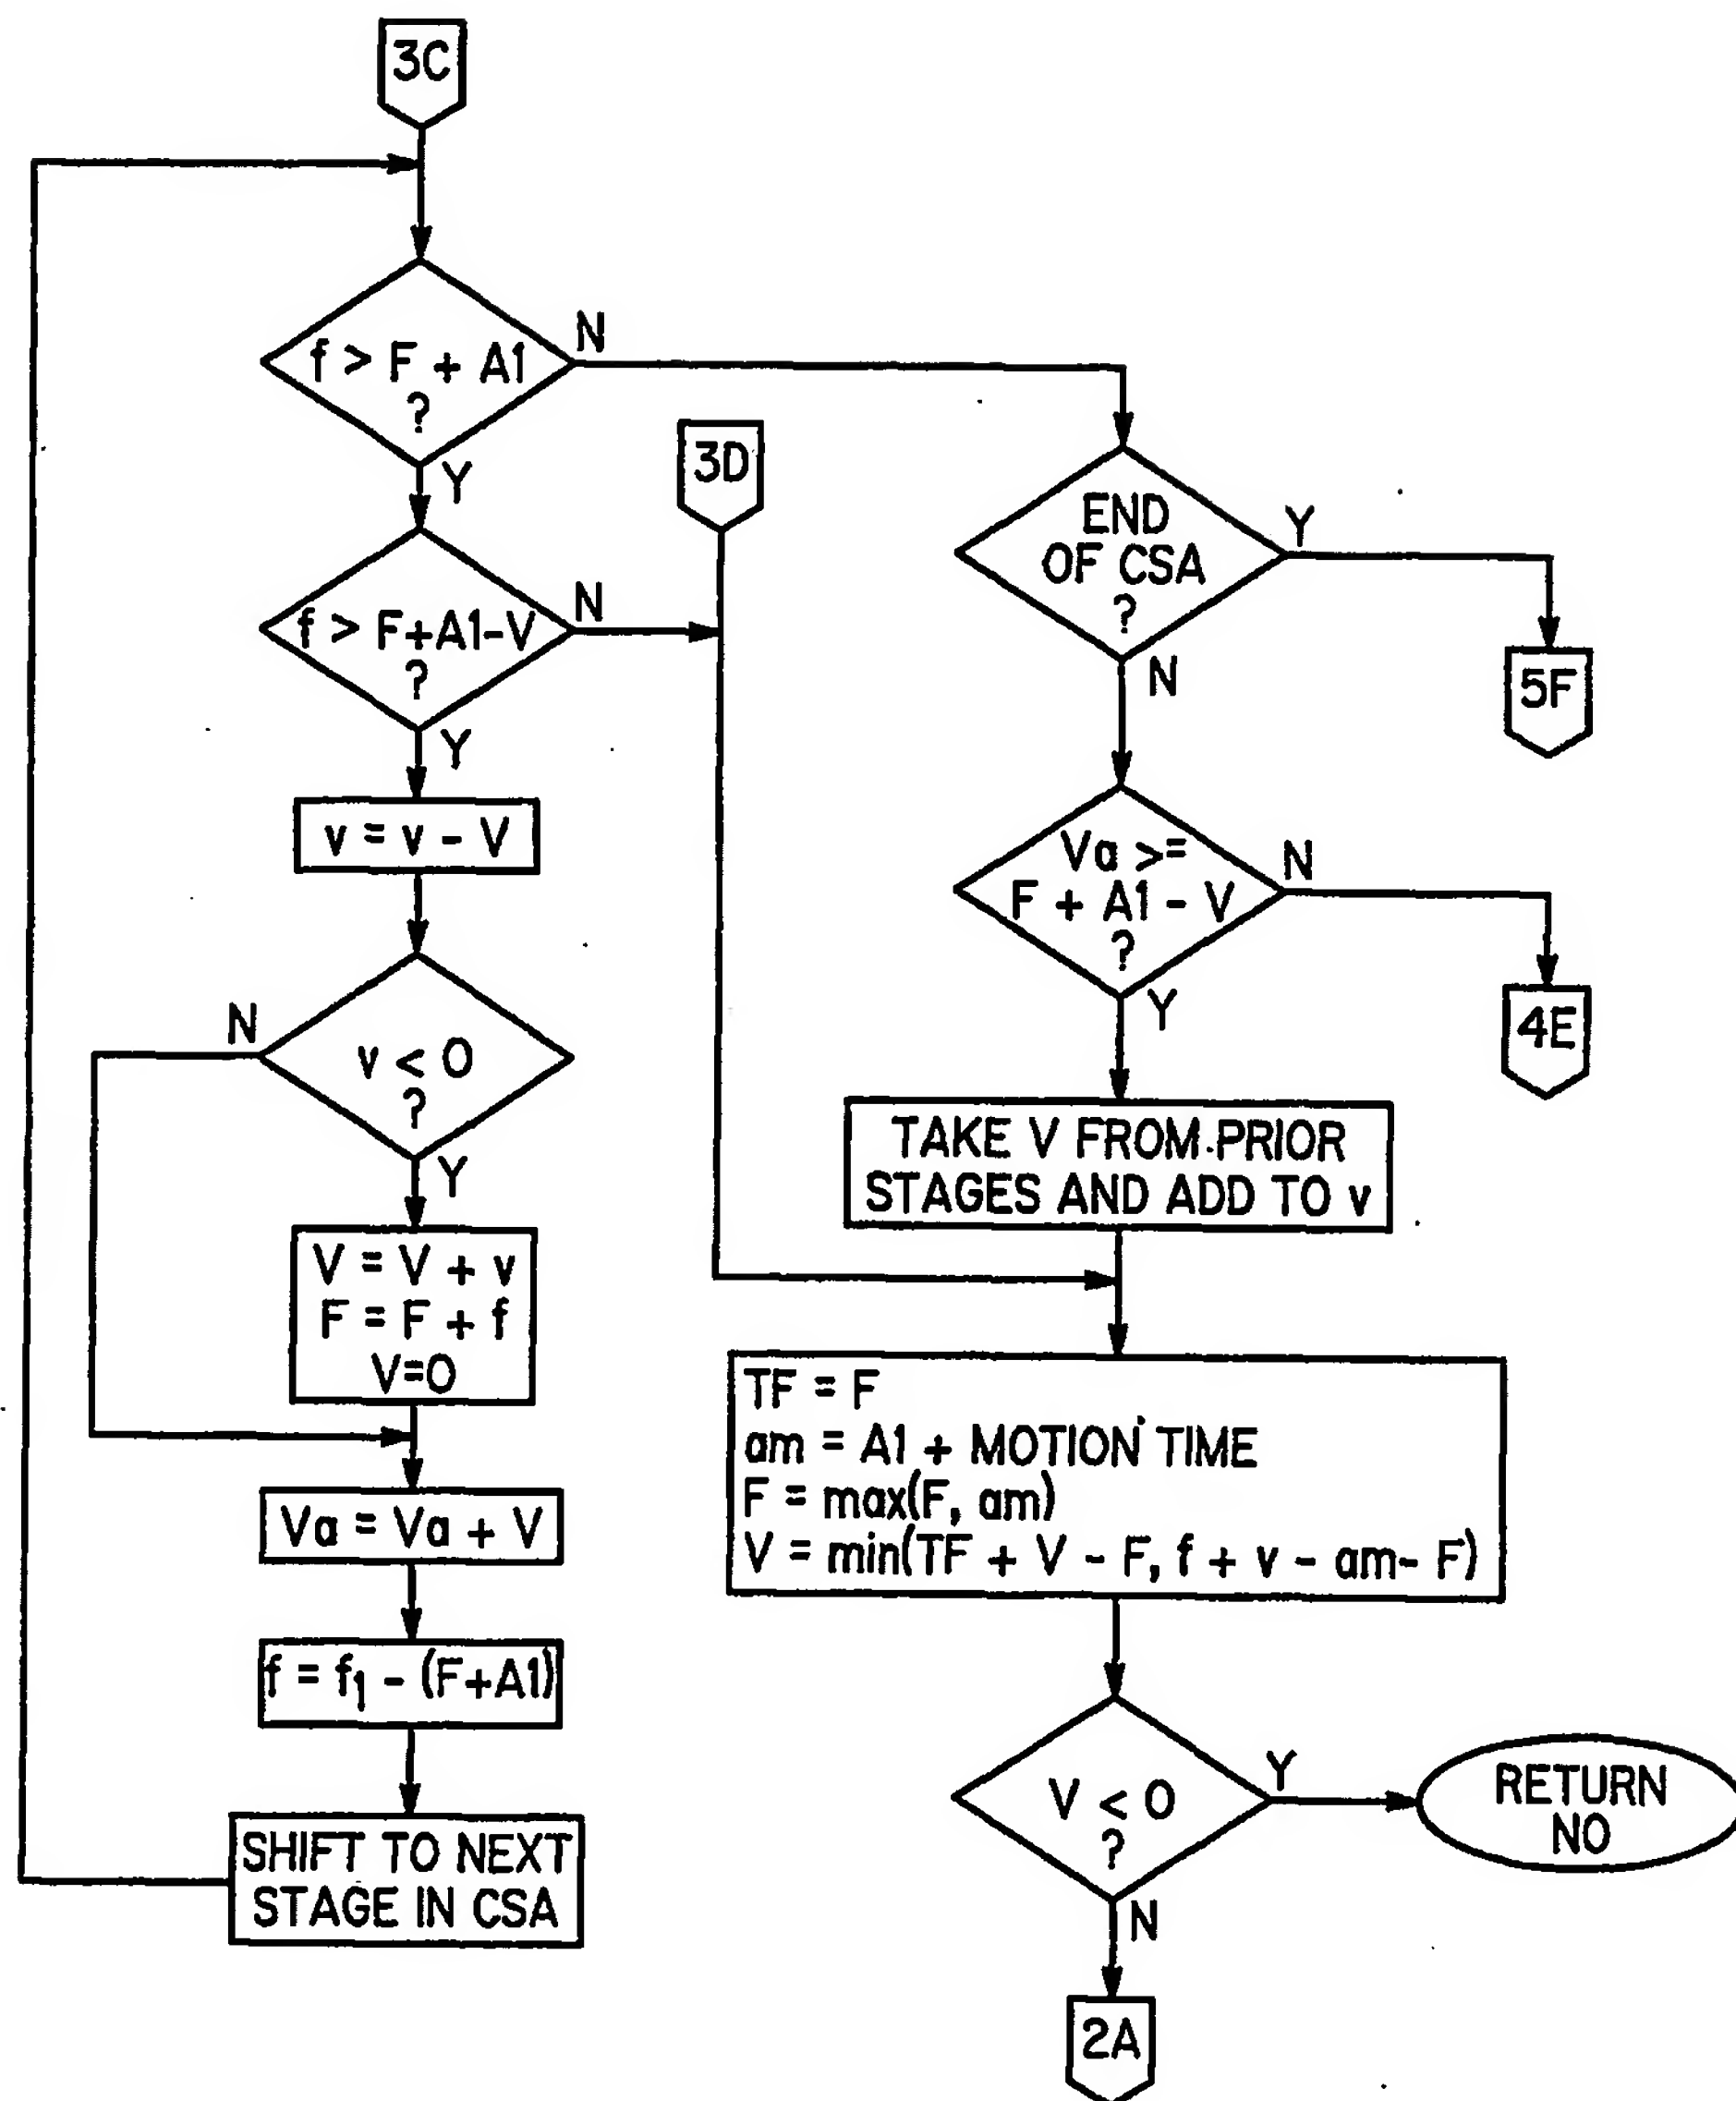 3C
f > F + A1
?
N
Y
f > F+A1-V
?
N
Y
v = v - V
v < 0
?
N
Y
V = V + v
F = F + f
V=0
Va = Va + V
f = f1 - (F+A1)
SHIFT TO NEXT
STAGE IN CSA
3D
END
OF CSA
?
Y
N
5F
Va >=
F + A1 - V
?
N
Y
4E
TAKE V FROM PRIOR
STAGES AND ADD TO v
TF = F
am = A1 + MOTION TIME
F = max(F, am)
V = min(TF + V - F, f + v - am- F)
V < 0
?
Y
N
RETURN
NO
2A